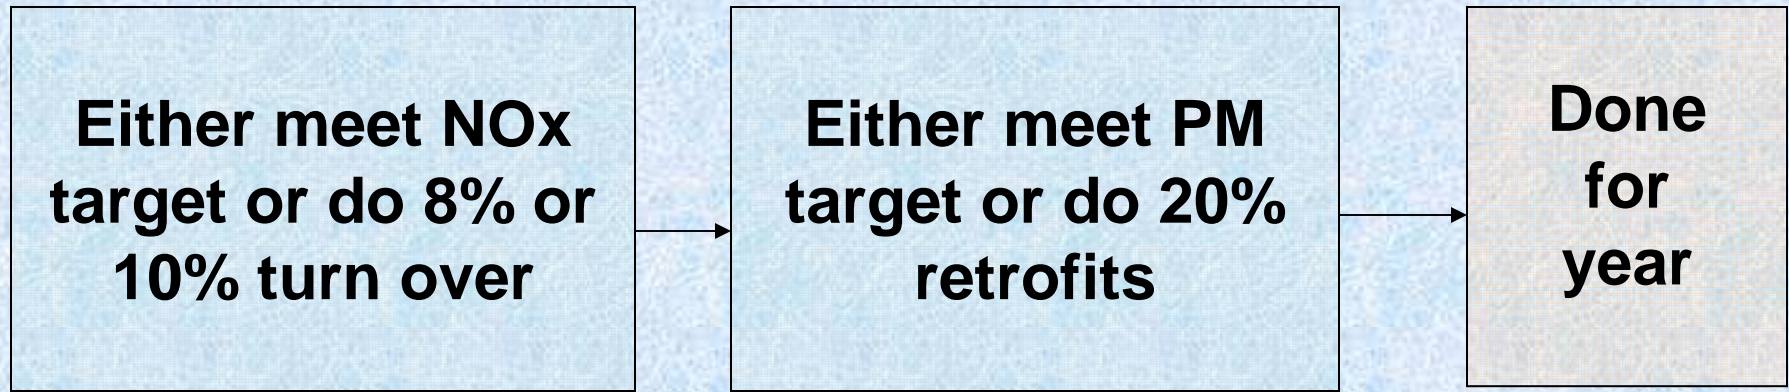 Either meet NOx
target or do 8% or
10% turn over
Either meet PM
target or do 20%
retrofits
Done
for
year